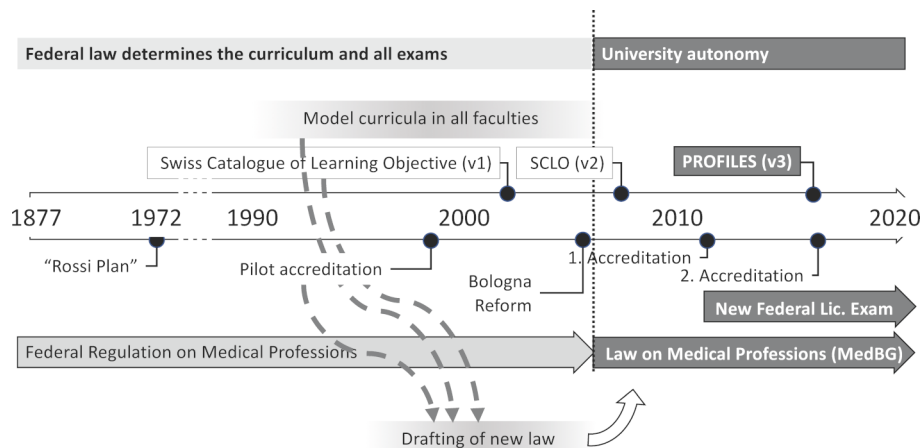 Federal law determines the curriculum and all exams
University autonomy
Model curricula in all faculties
Swiss Catalogue of Learning Objective (v1)
SCLO (v2)
PROFILES (v3)
1877
1972
1990
2000
2010
2020
“Rossi Plan”
Pilot accreditation
Bologna
Reform
1. Accreditation
2. Accreditation
New Federal Lic. Exam
Federal Regulation on Medical Professions
Law on Medical Professions (MedBG)
Drafting of new law